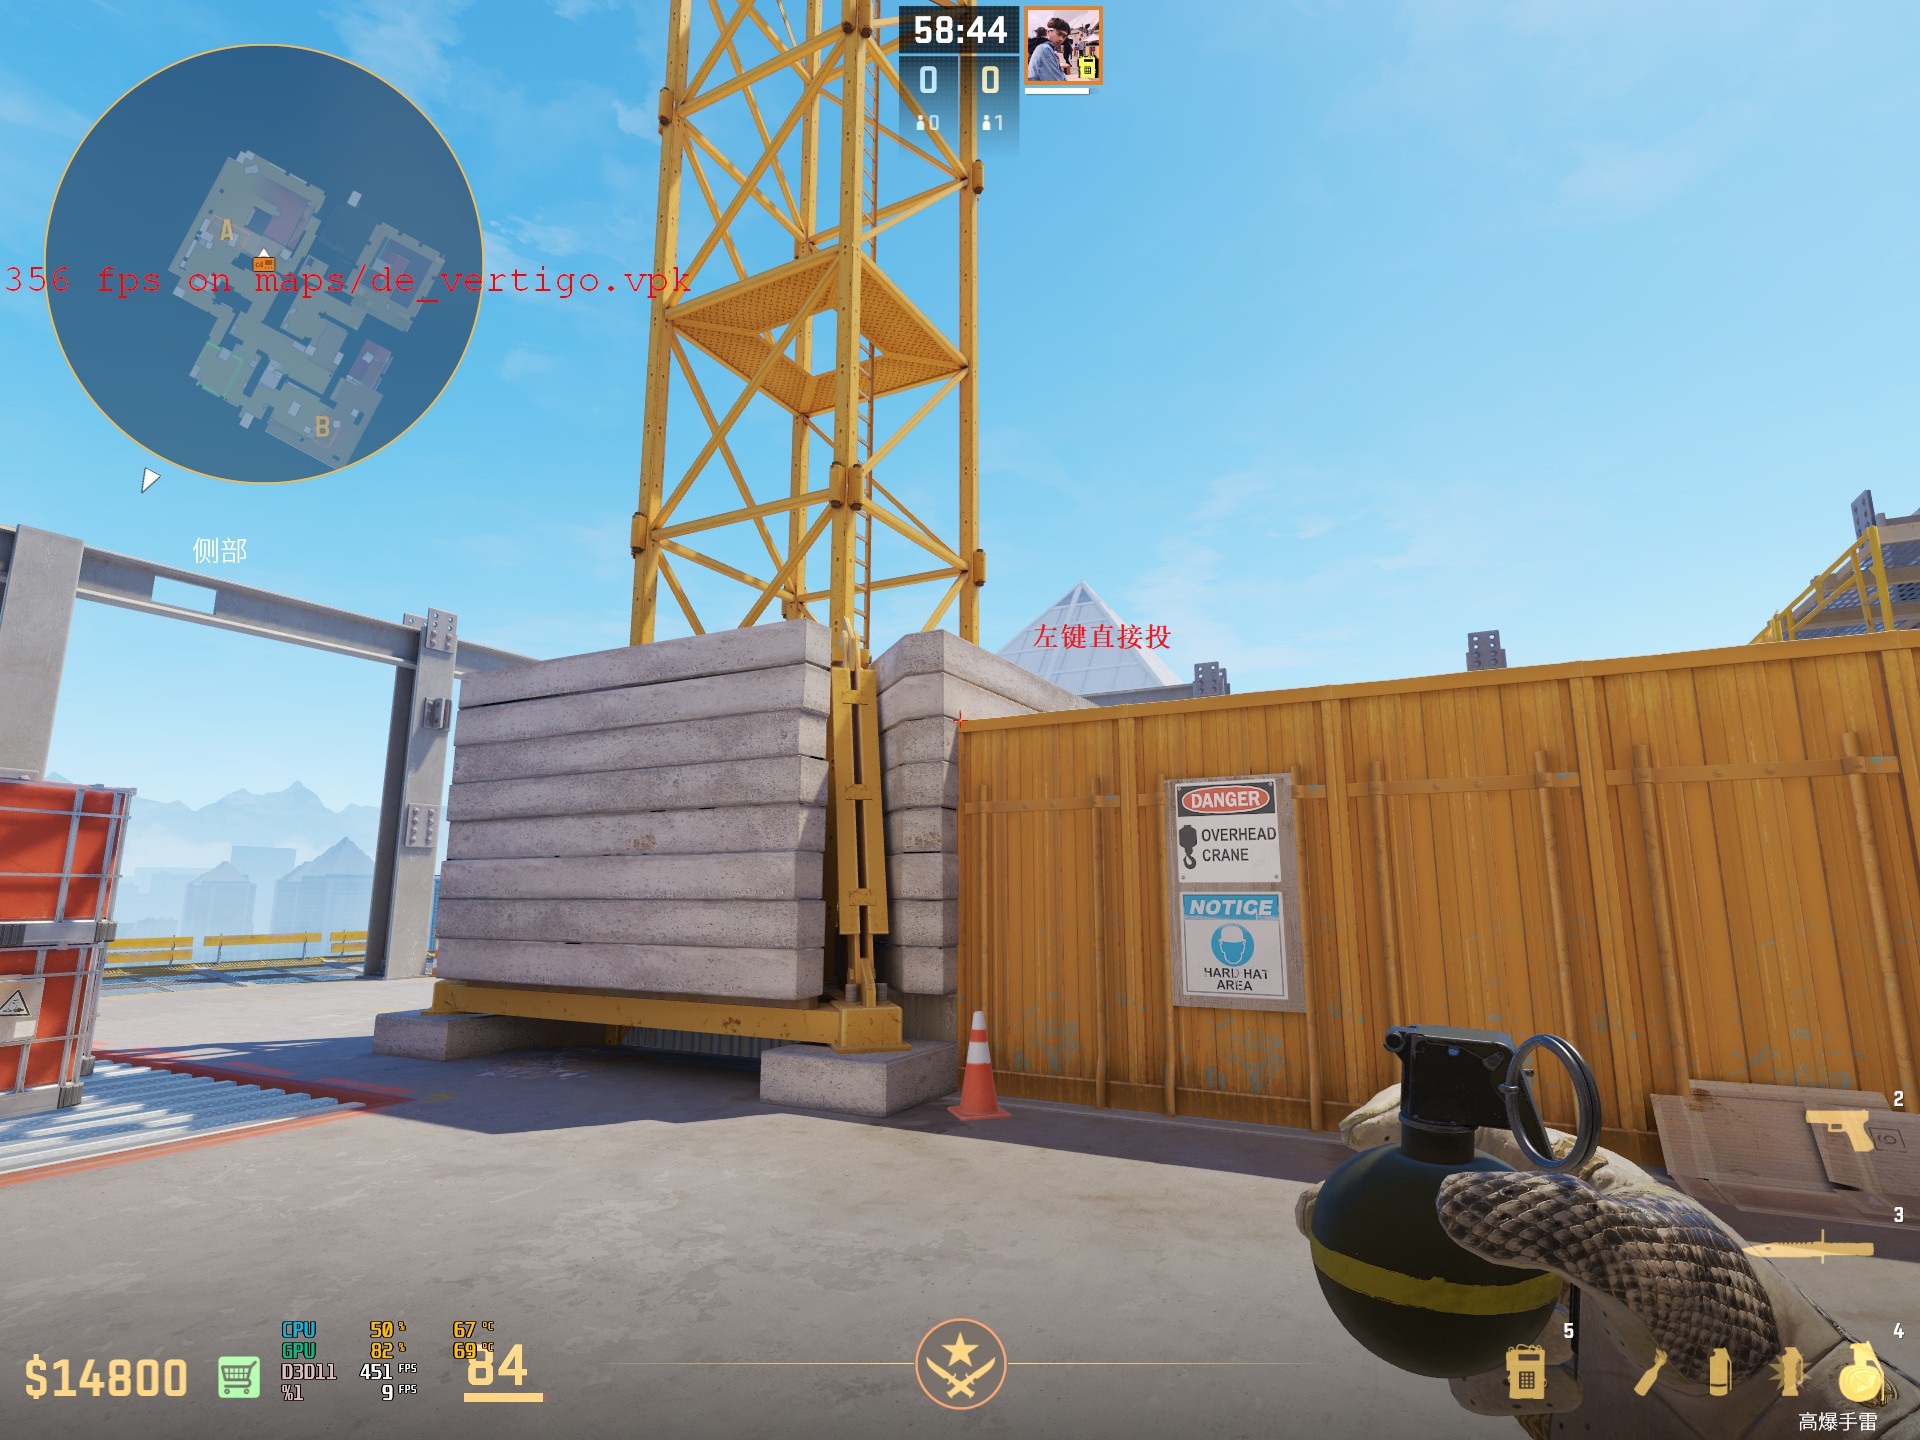 58:44
0 0
0 1
A
356 fps on maps/de_vertigo.vpk
B
侧部
左键直接投
DANGER
OVERHEAD
CRANE
NOTICE
HARD HAT
AREA
2
3
5
4
CPU 50 % 67 °C
GPU 82 % 69 °C
D3D11 451 FPS
%1 9 FPS
$14800
84
高爆手雷